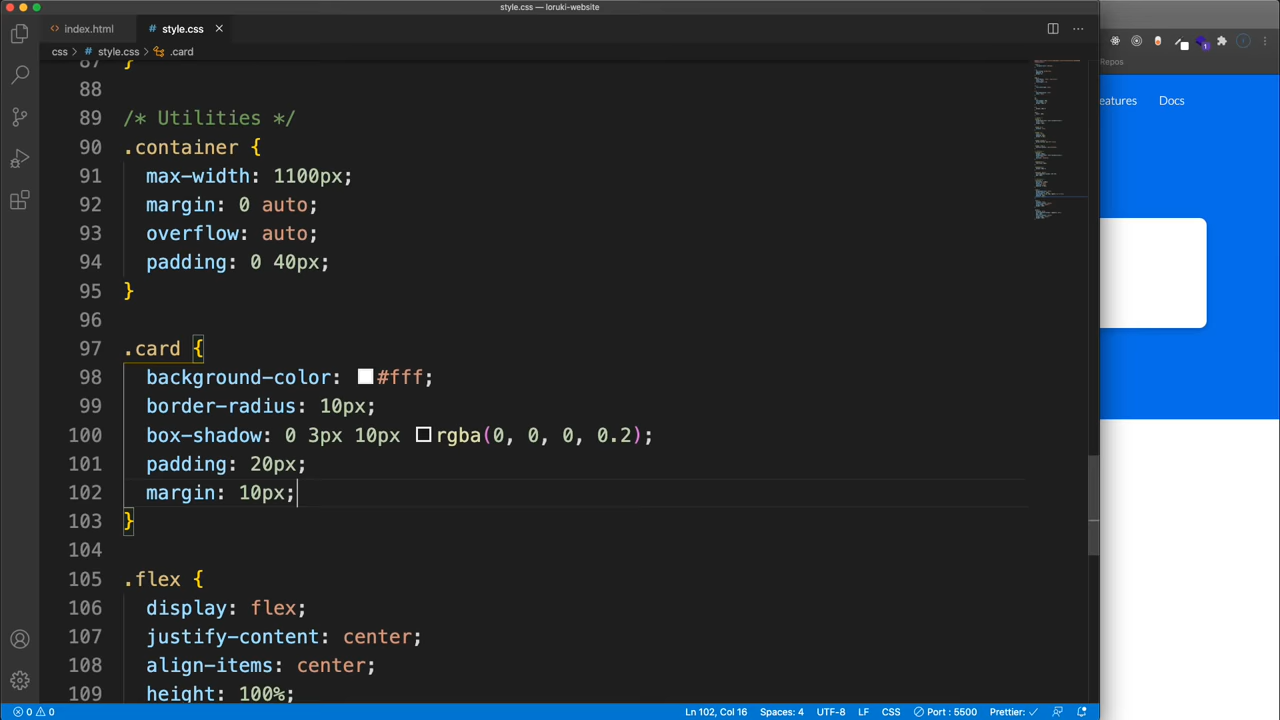 style.css — loruki-website
index.html
# style.css
css › # style.css › .card
Repos
eatures Docs
87 }
88
89 /* Utilities */
90 .container {
91 max-width: 1100px;
92 margin: 0 auto;
93 overflow: auto;
94 padding: 0 40px;
95 }
96
97 .card {
98 background-color: #fff;
99 border-radius: 10px;
100 box-shadow: 0 3px 10px rgba(0, 0, 0, 0.2);
101 padding: 20px;
102 margin: 10px;
103 }
104
105 .flex {
106 display: flex;
107 justify-content: center;
108 align-items: center;
109 height: 100%;
0 0 Ln 102, Col 16 Spaces: 4 UTF-8 LF CSS Port : 5500 Prettier: ✓